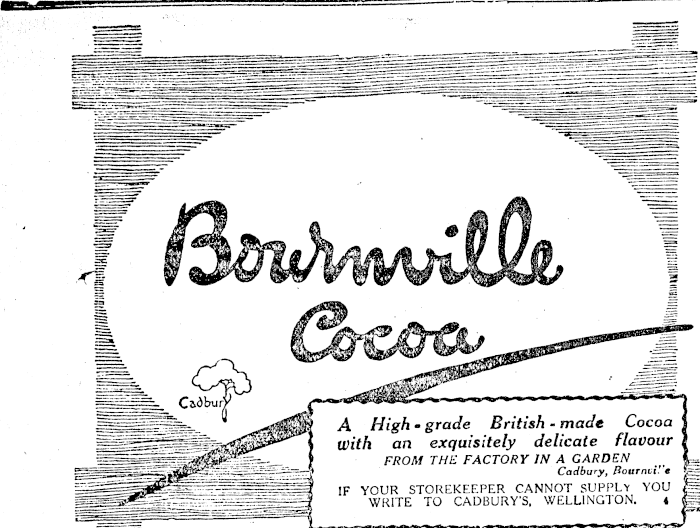 Bournville
Cocoa
Cadbury
A High-grade British-made Cocoa
with an exquisitely delicate flavour
FROM THE FACTORY IN A GARDEN
Cadbury, Bournville
IF YOUR STOREKEEPER CANNOT SUPPLY YOU
WRITE TO CADBURY'S, WELLINGTON. 4